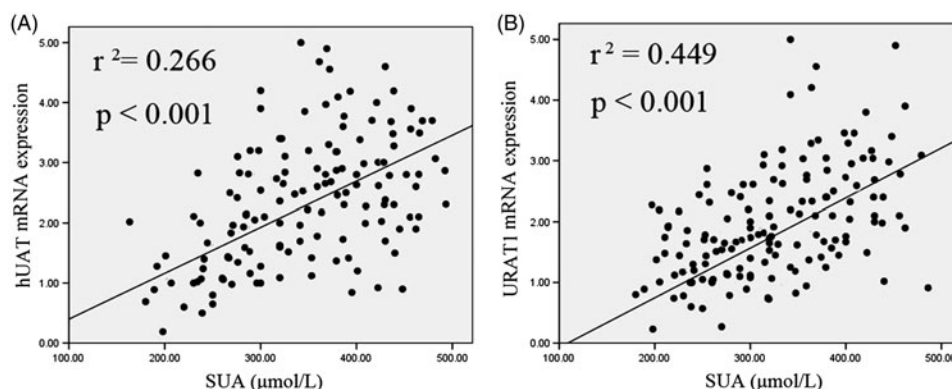 (A)
r ²= 0.266
p < 0.001
hUAT mRNA expression
5.00
4.00
3.00
2.00
1.00
.00
100.00 200.00 300.00 400.00 500.00
SUA (μmol/L)
(B)
r ² = 0.449
p < 0.001
URAT1 mRNA expression
5.00
4.00
3.00
2.00
1.00
0.00
100.00 200.00 300.00 400.00 500.00
SUA (μmol/L)